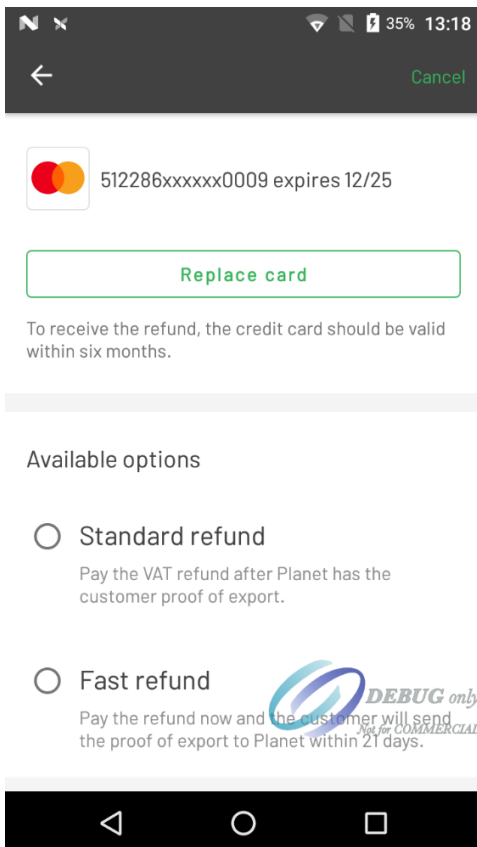 35% 13:18
Cancel
512286xxxxxx0009 expires 12/25
Replace card
To receive the refund, the credit card should be valid
within six months.
Available options
Standard refund
Pay the VAT refund after Planet has the
customer proof of export.
Fast refund
DEBUG only
Pay the refund now and the customer will send
Not for COMMERCIAL
the proof of export to Planet within 21 days.